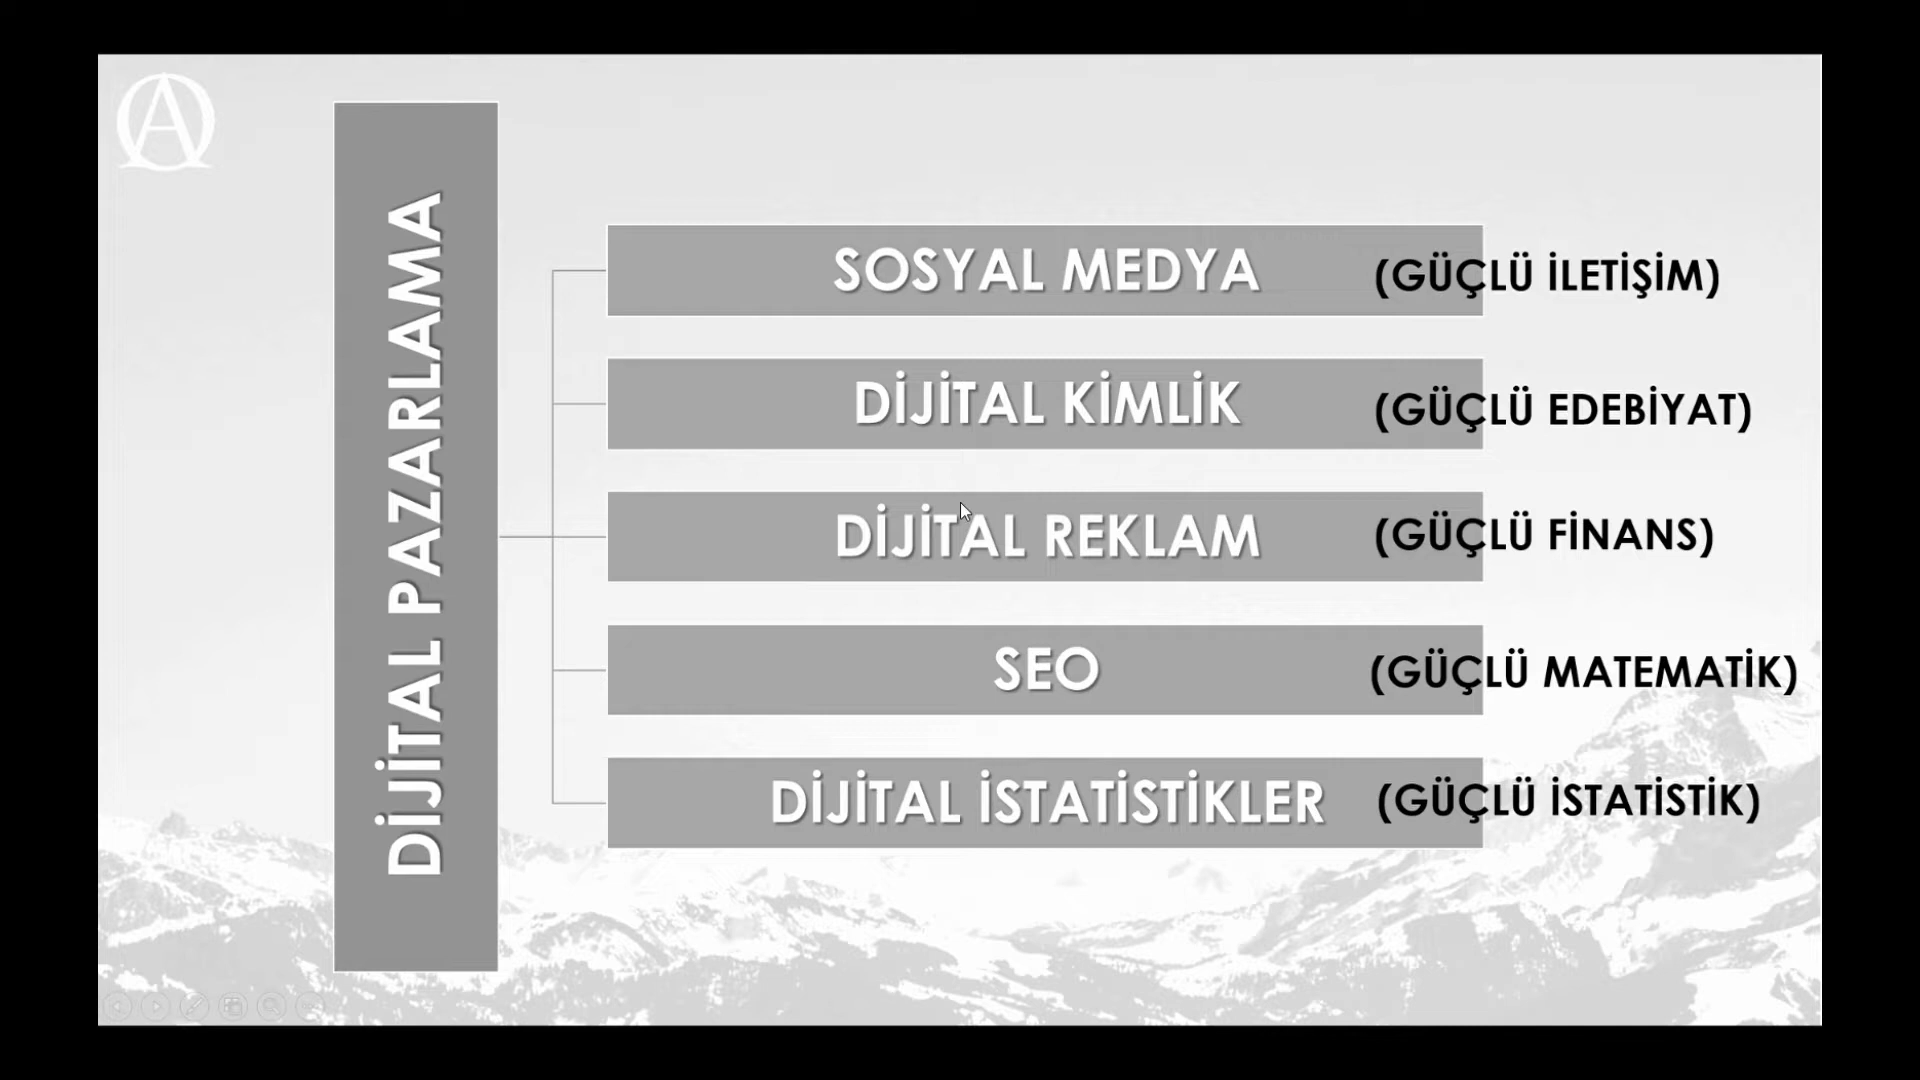 DİJİTAL PAZARLAMA
SOSYAL MEDYA (GÜÇLÜ İLETİŞİM)
DİJİTAL KİMLİK (GÜÇLÜ EDEBİYAT)
DİJİTAL REKLAM (GÜÇLÜ FİNANS)
SEO (GÜÇLÜ MATEMATİK)
DİJİTAL İSTATİSTİKLER (GÜÇLÜ İSTATİSTİK)